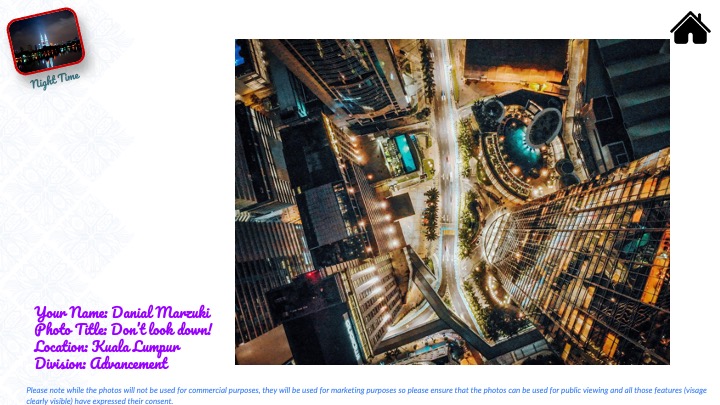 Night Time
Your Name: Danial Marzuki
Photo Title: Don't look down!
Location: Kuala Lumpur
Division: Advancement
Please note while the photos will not be used for commercial purposes, they will be used for marketing purposes so please ensure that the photos can be used for public viewing and all those features (visage
clearly visible) have expressed their consent.